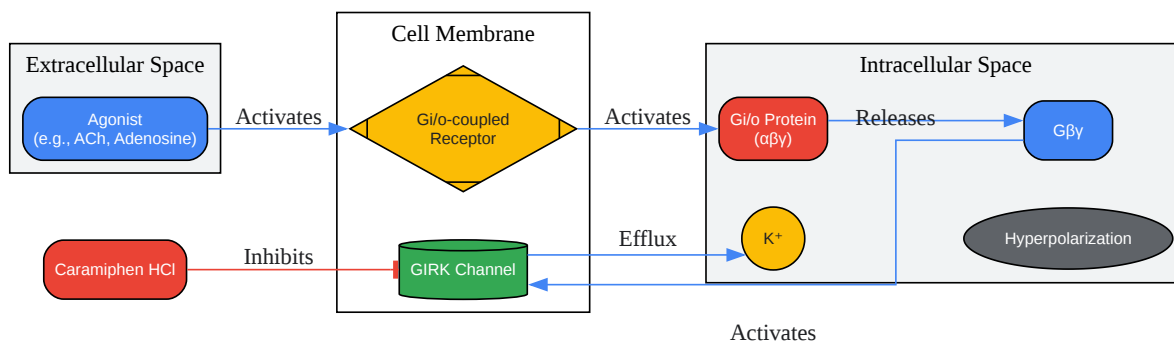 Cell Membrane
Extracellular Space
Intracellular Space
Agonist
(e.g., ACh, Adenosine)
Activates
Gi/o-coupled
Receptor
Activates
Gi/o Protein
(αβγ)
Releases
Gβγ
Caramiphen HCl
Inhibits
GIRK Channel
Efflux
K⁺
Hyperpolarization
Activates